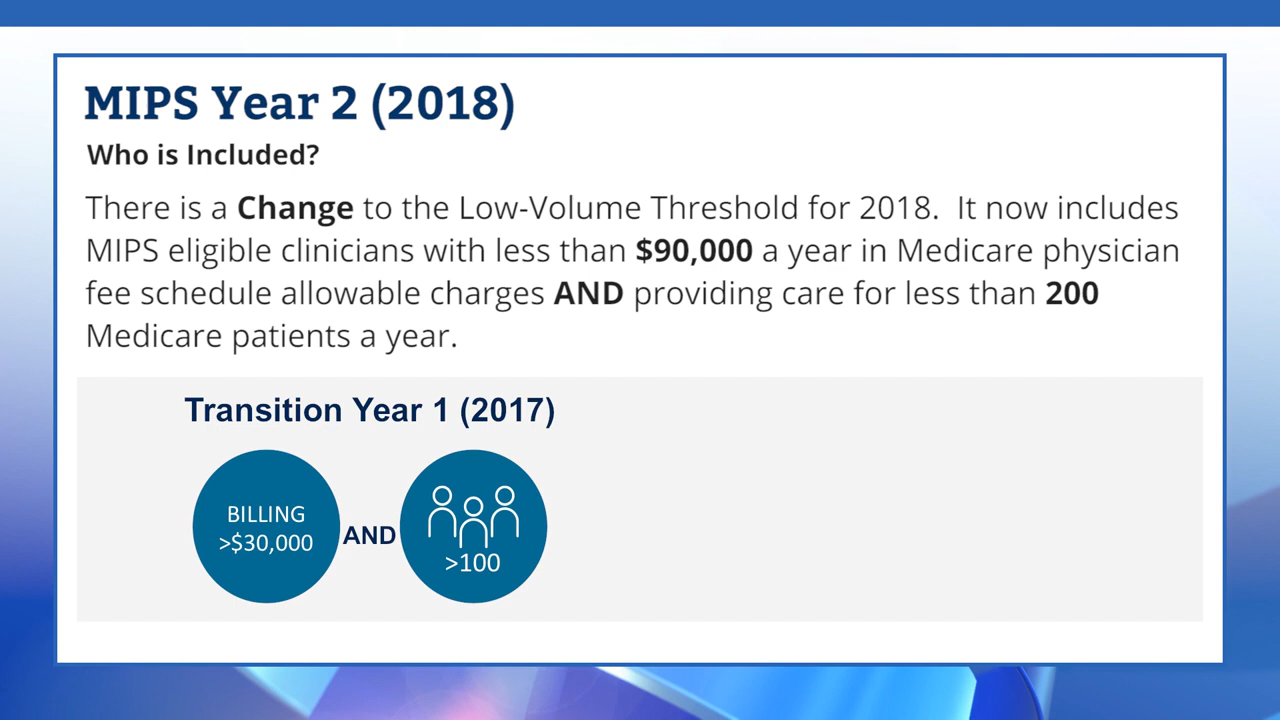 MIPS Year 2 (2018)
Who is Included?
There is a Change to the Low-Volume Threshold for 2018. It now includes
MIPS eligible clinicians with less than $90,000 a year in Medicare physician
fee schedule allowable charges AND providing care for less than 200
Medicare patients a year.
Transition Year 1 (2017)
BILLING
>$30,000
AND
>100